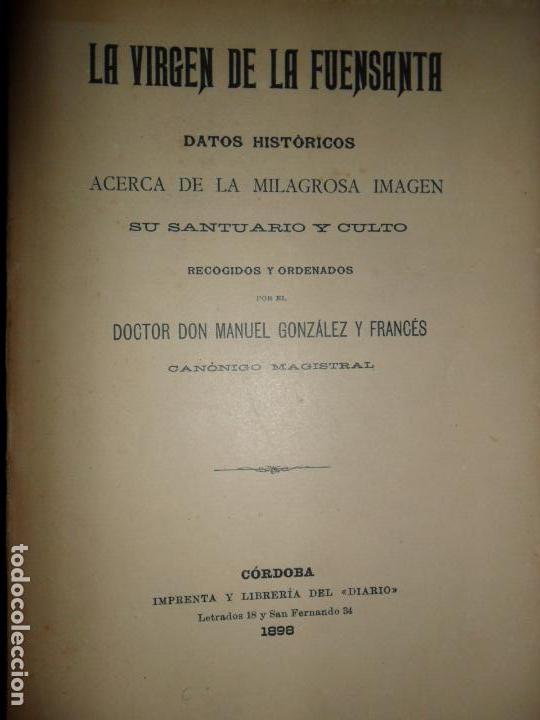 LA VIRGEN DE LA FUENSANTA
DATOS HISTÓRICOS
ACERCA DE LA MILAGROSA IMAGEN
SU SANTUARIO Y CULTO
RECOGIDOS Y ORDENADOS
POR EL
DOCTOR DON MANUEL GONZÁLEZ Y FRANCÉS
CANÓNIGO MAGISTRAL
CÓRDOBA
IMPRENTA Y LIBRERÍA DEL «DIARIO»
Letrados 18 y San Fernando 34
1898
todocoleccion